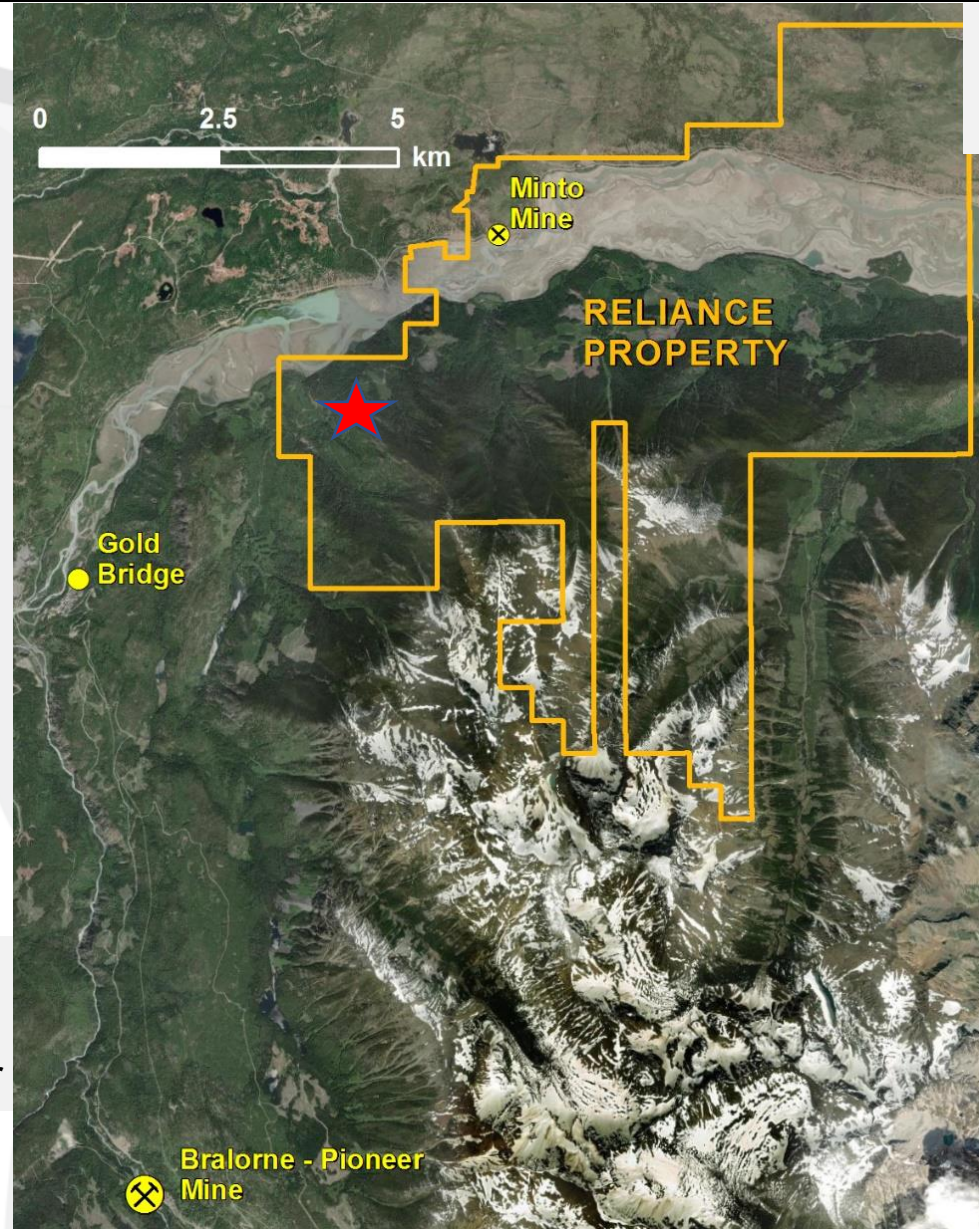 0 2.5 5
km
Minto
Mine
RELIANCE
PROPERTY
Gold
Bridge
Bralorne - Pioneer
Mine